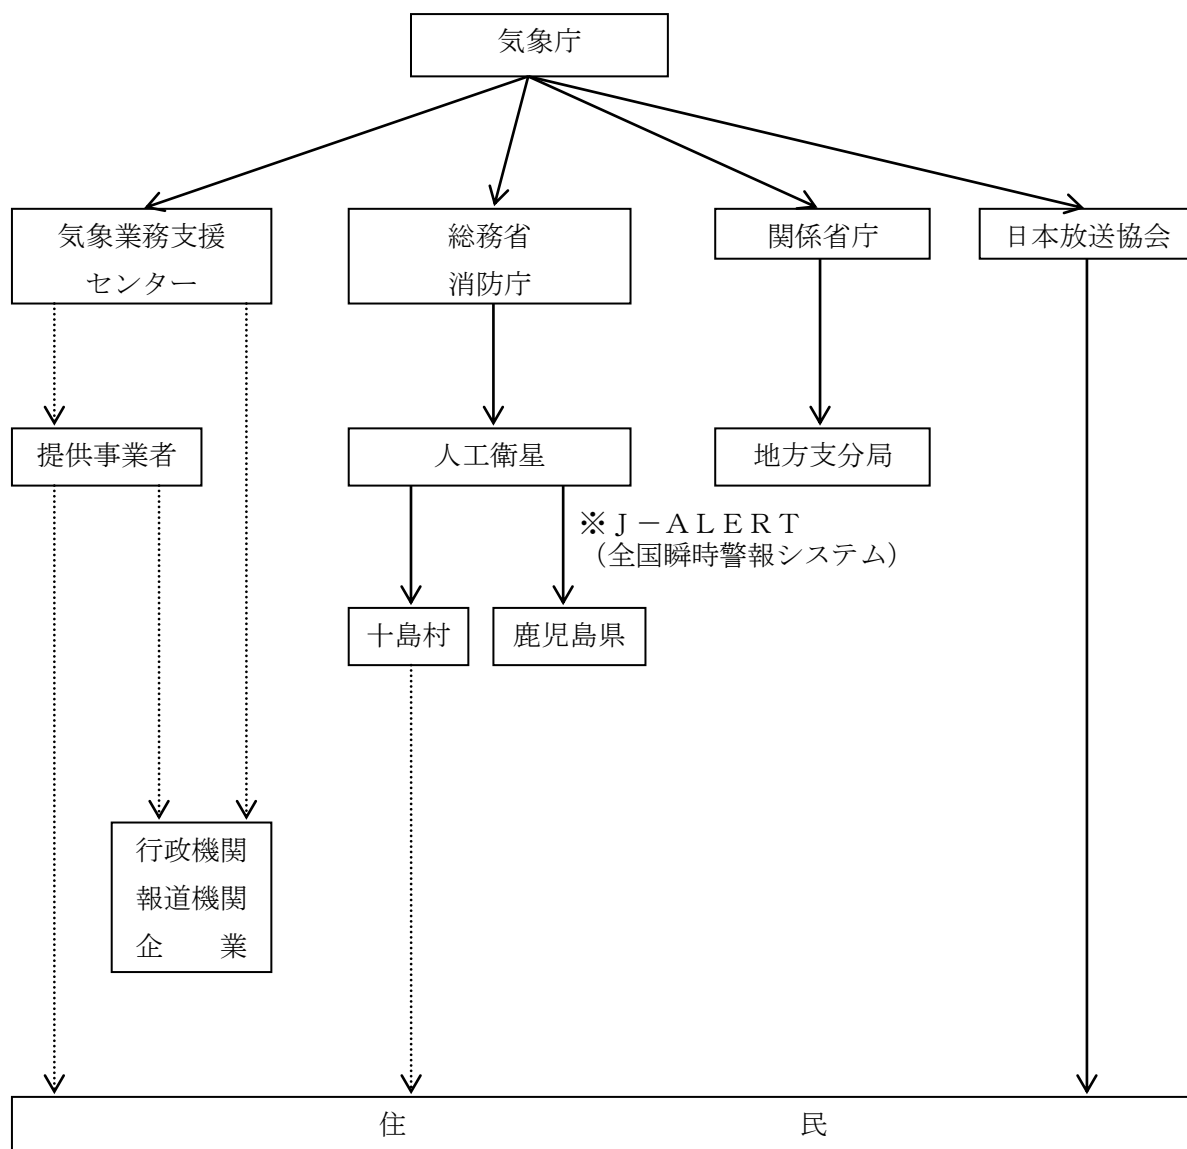 気象庁
気象業務支援
センター
総務省
消防庁
関係省庁
日本放送協会
提供事業者
人工衛星
地方支分局
※Ｊ－ＡＬＥＲＴ
（全国瞬時警報システム）
十島村
鹿児島県
行政機関
報道機関
企　　業
住　　　　　　　　　　　　　　民